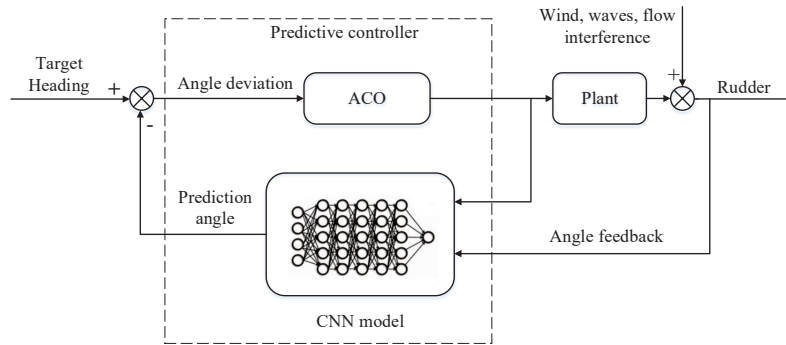 Wind, waves, flow
interference
Predictive controller
Target
Heading
+
Angle deviation
ACO
Plant
+
Rudder
-
Prediction
angle
Angle feedback
CNN model